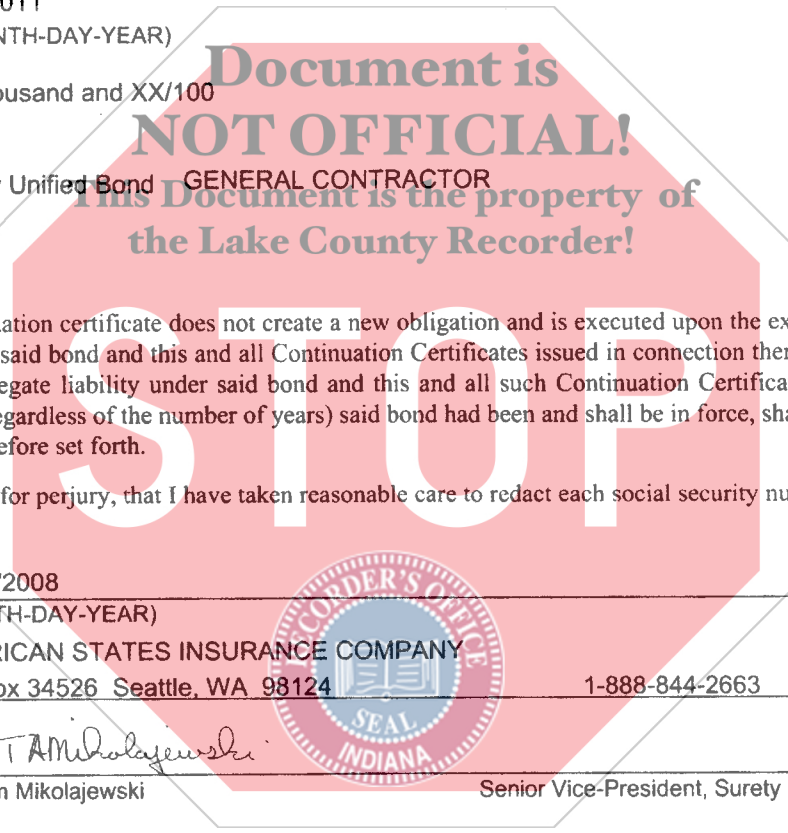 2011
NTH-DAY-YEAR)
Document is
ousand and XX/100
NOT OFFICIAL!
Unified Bond GENERAL CONTRACTOR
This Document is the property of
the Lake County Recorder!
ation certificate does not create a new obligation and is executed upon the ex
said bond and this and all Continuation Certificates issued in connection ther
egate liability under said bond and this and all such Continuation Certifica
egardless of the number of years) said bond had been and shall be in force, sha
efore set forth.
STOP
for perjury, that I have taken reasonable care to redact each social security nu
/2008
TH-DAY-YEAR)
RICAN STATES INSURANCE COMPANY
ox 34526 Seattle, WA 98124 1-888-844-2663
RECORDER'S OFFICE
SEAL
INDIANA
TAMikolajewski
n Mikolajewski Senior Vice-President, Surety